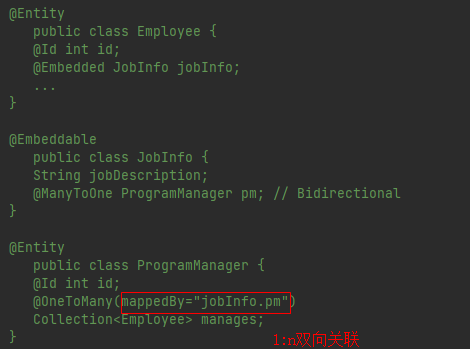 @Entity
public class Employee {
@Id int id;
@Embedded JobInfo jobInfo;
...
}
@Embeddable
public class JobInfo {
String jobDescription;
@ManyToOne ProgramManager pm; // Bidirectional
}
@Entity
public class ProgramManager {
@Id int id;
@OneToMany(mappedBy="jobInfo.pm")
Collection<Employee> manages;
}
1:n双向关联